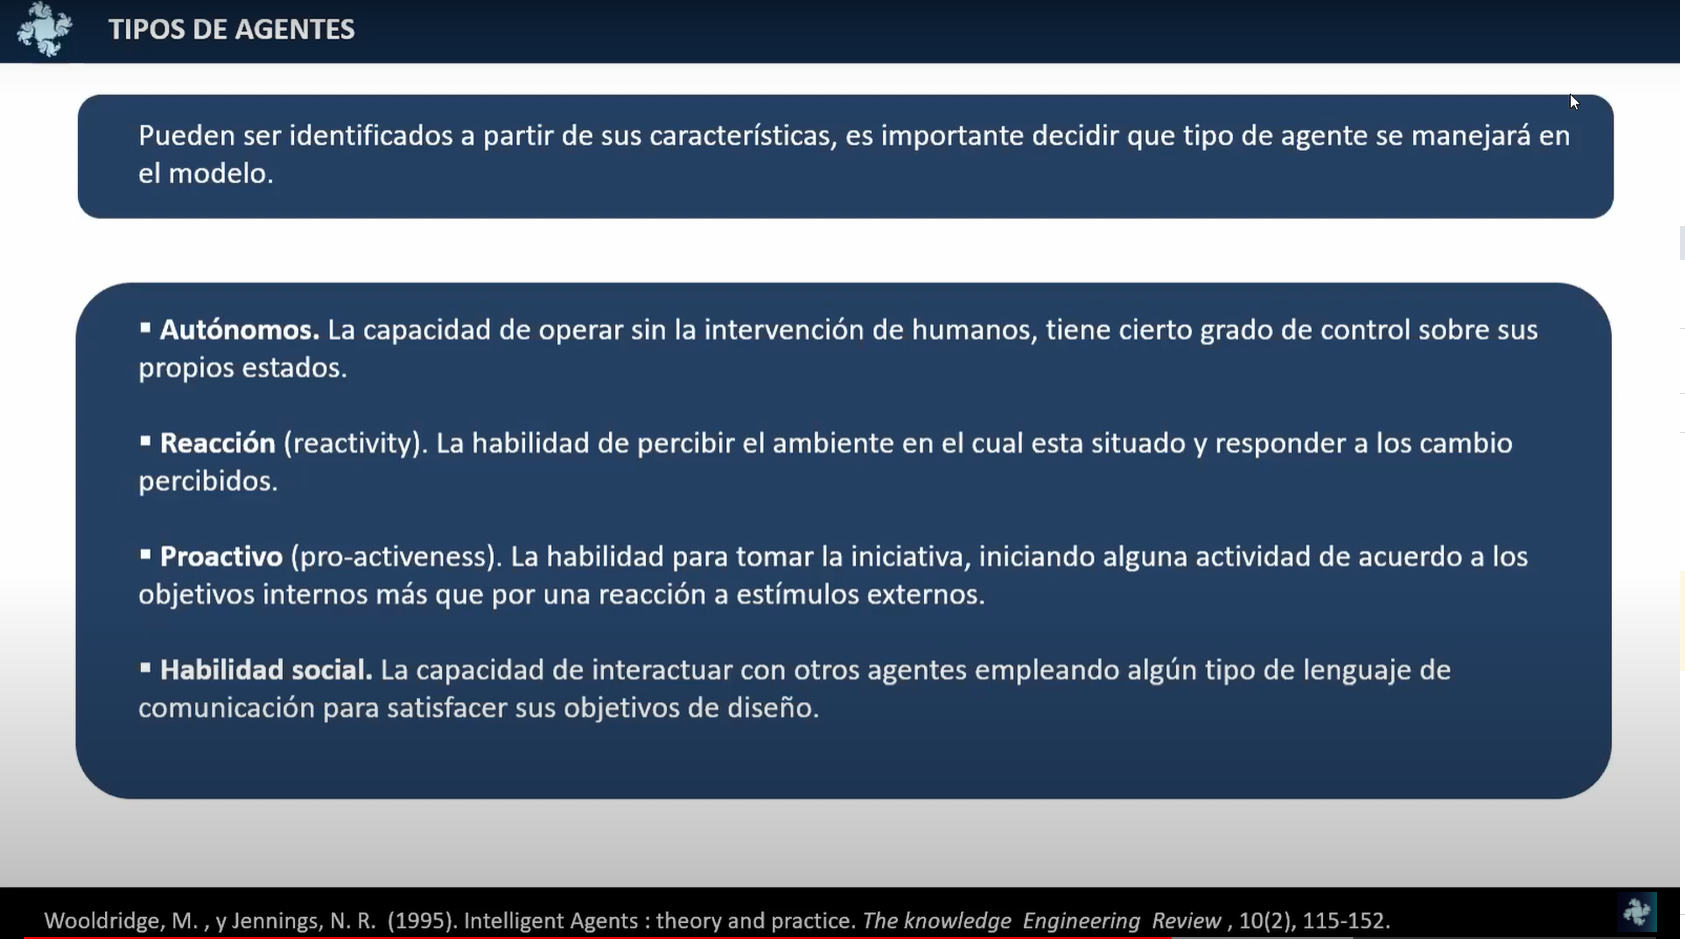 TIPOS DE AGENTES
Pueden ser identificados a partir de sus características, es importante decidir que tipo de agente se manejará en
el modelo.
▪ Autónomos. La capacidad de operar sin la intervención de humanos, tiene cierto grado de control sobre sus
propios estados.
▪ Reacción (reactivity). La habilidad de percibir el ambiente en el cual esta situado y responder a los cambio
percibidos.
▪ Proactivo (pro-activeness). La habilidad para tomar la iniciativa, iniciando alguna actividad de acuerdo a los
objetivos internos más que por una reacción a estímulos externos.
▪ Habilidad social. La capacidad de interactuar con otros agentes empleando algún tipo de lenguaje de
comunicación para satisfacer sus objetivos de diseño.
Wooldridge, M. , y Jennings, N. R. (1995). Intelligent Agents : theory and practice. The knowledge Engineering Review , 10(2), 115-152.